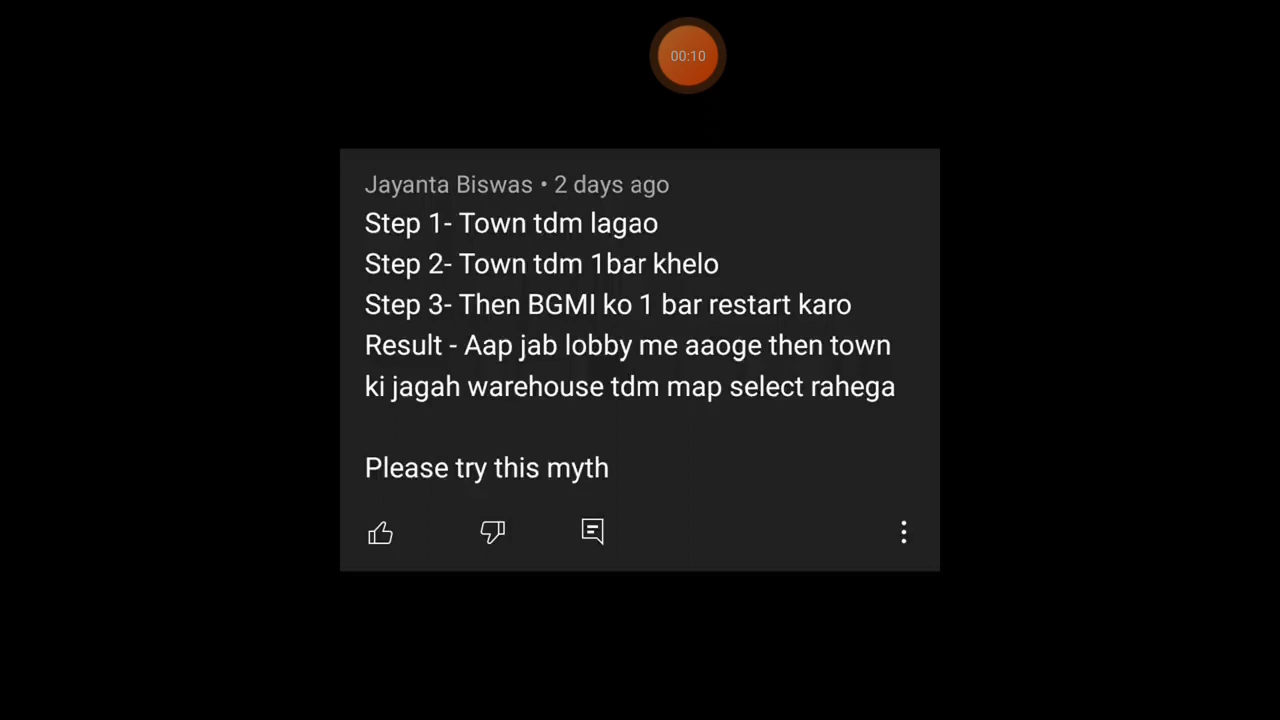 00:10
Jayanta Biswas • 2 days ago
Step 1- Town tdm lagao
Step 2- Town tdm 1bar khelo
Step 3- Then BGMI ko 1 bar restart karo
Result - Aap jab lobby me aaoge then town
ki jagah warehouse tdm map select rahega
Please try this myth